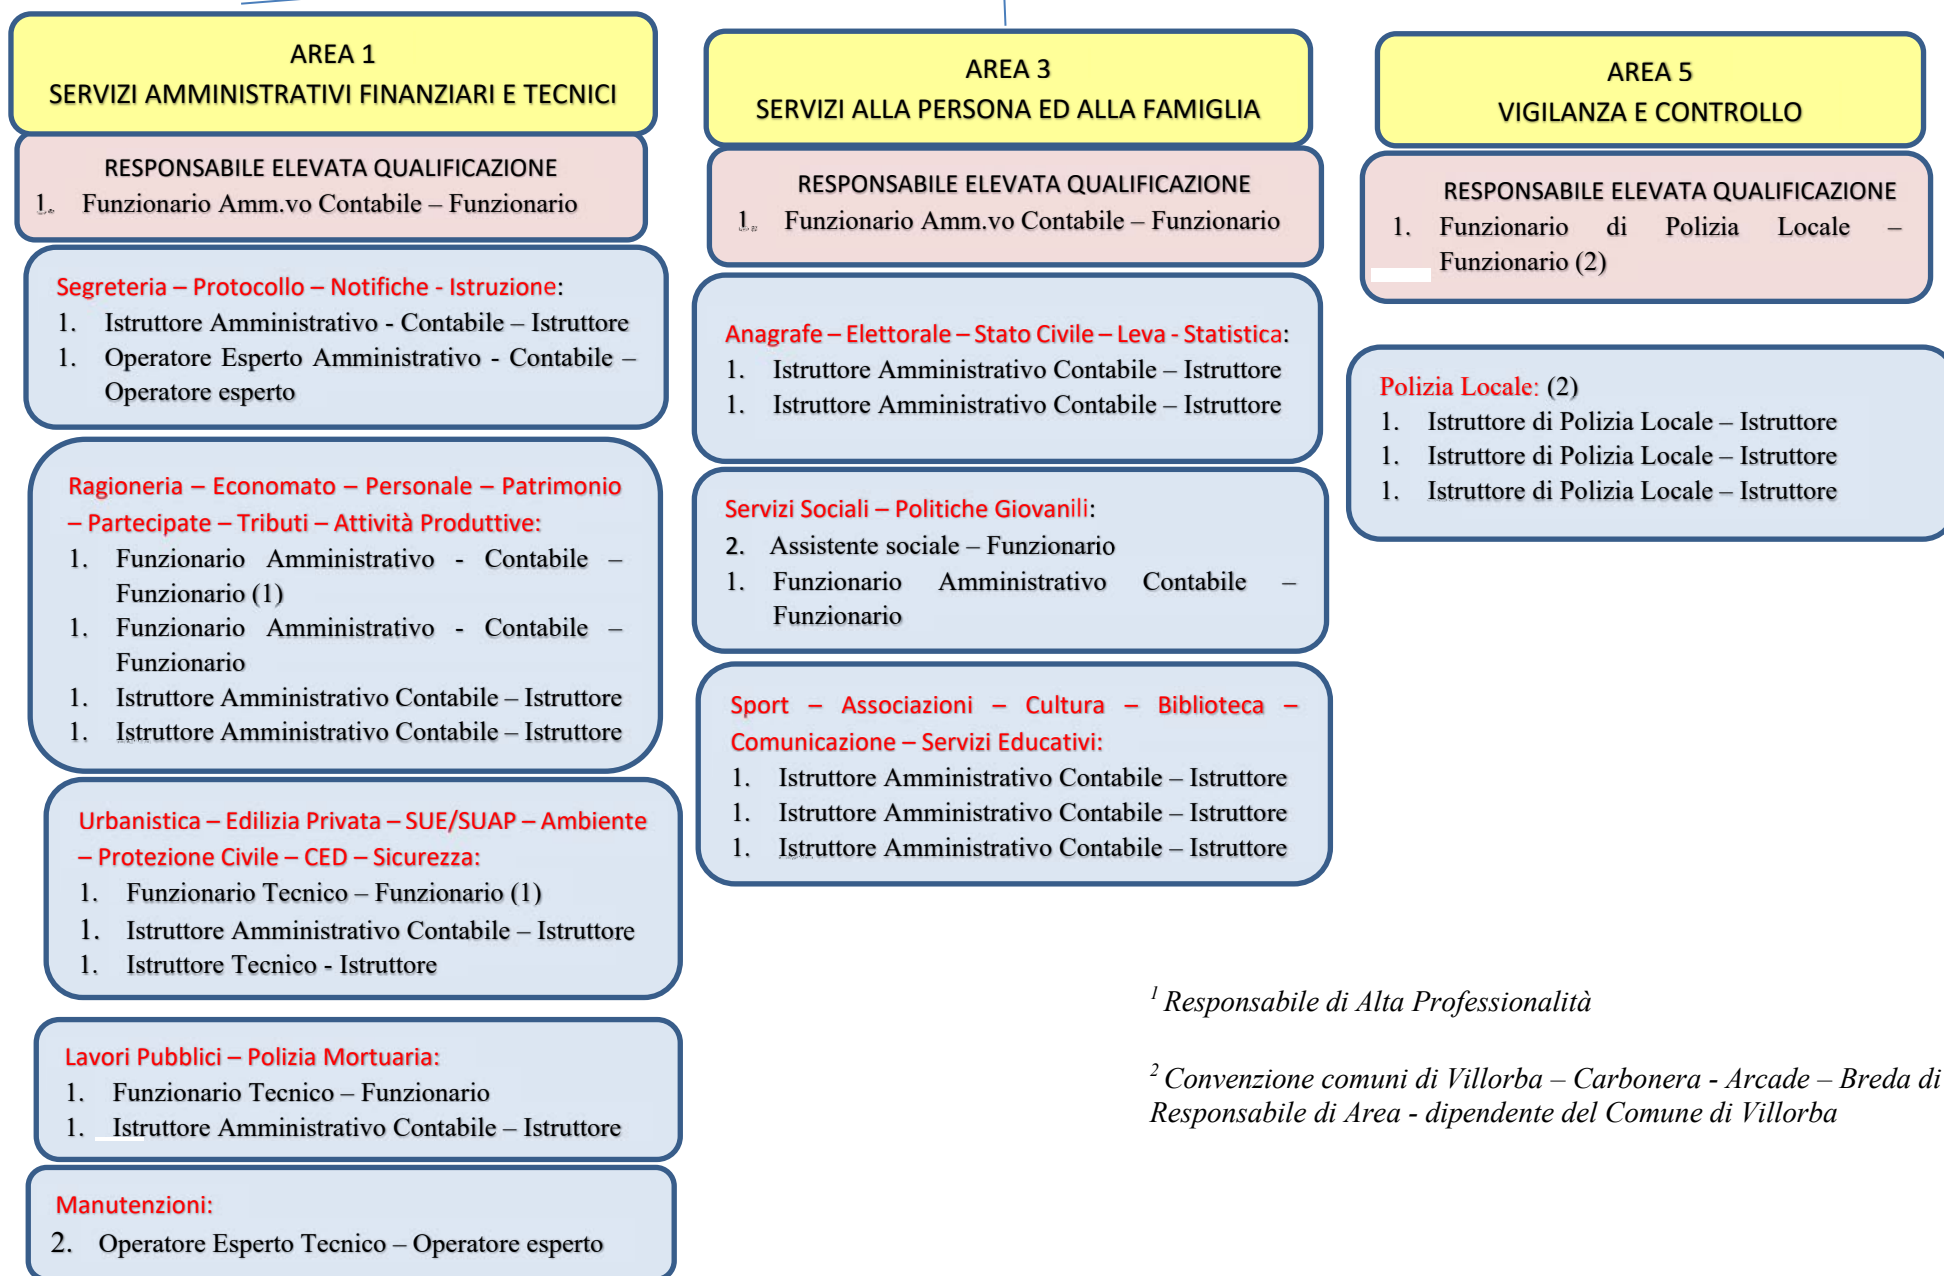 AREA 1
SERVIZI AMMINISTRATIVI FINANZIARI E TECNICI
RESPONSABILE ELEVATA QUALIFICAZIONE
1. Funzionario Amm.vo Contabile – Funzionario
Segreteria – Protocollo – Notifiche - Istruzione:
1. Istruttore Amministrativo - Contabile – Istruttore
1. Operatore Esperto Amministrativo - Contabile –
Operatore esperto
Ragioneria – Economato – Personale – Patrimonio
– Partecipate – Tributi – Attività Produttive:
1. Funzionario Amministrativo - Contabile –
Funzionario (1)
1. Funzionario Amministrativo - Contabile –
Funzionario
1. Istruttore Amministrativo Contabile – Istruttore
1. Istruttore Amministrativo Contabile – Istruttore
Urbanistica – Edilizia Privata – SUE/SUAP – Ambiente
– Protezione Civile – CED – Sicurezza:
1. Funzionario Tecnico – Funzionario (1)
1. Istruttore Amministrativo Contabile – Istruttore
1. Istruttore Tecnico - Istruttore
Lavori Pubblici – Polizia Mortuaria:
1. Funzionario Tecnico – Funzionario
1. Istruttore Amministrativo Contabile – Istruttore
Manutenzioni:
2. Operatore Esperto Tecnico – Operatore esperto
AREA 3
SERVIZI ALLA PERSONA ED ALLA FAMIGLIA
RESPONSABILE ELEVATA QUALIFICAZIONE
1. Funzionario Amm.vo Contabile – Funzionario
Anagrafe – Elettorale – Stato Civile – Leva - Statistica:
1. Istruttore Amministrativo Contabile – Istruttore
1. Istruttore Amministrativo Contabile – Istruttore
Servizi Sociali – Politiche Giovanili:
2. Assistente sociale – Funzionario
1. Funzionario Amministrativo Contabile –
Funzionario
Sport – Associazioni – Cultura – Biblioteca –
Comunicazione – Servizi Educativi:
1. Istruttore Amministrativo Contabile – Istruttore
1. Istruttore Amministrativo Contabile – Istruttore
1. Istruttore Amministrativo Contabile – Istruttore
AREA 5
VIGILANZA E CONTROLLO
RESPONSABILE ELEVATA QUALIFICAZIONE
1. Funzionario di Polizia Locale –
Funzionario (2)
Polizia Locale: (2)
1. Istruttore di Polizia Locale – Istruttore
1. Istruttore di Polizia Locale – Istruttore
1. Istruttore di Polizia Locale – Istruttore
1 Responsabile di Alta Professionalità
2 Convenzione comuni di Villorba – Carbonera - Arcade – Breda di
Responsabile di Area - dipendente del Comune di Villorba